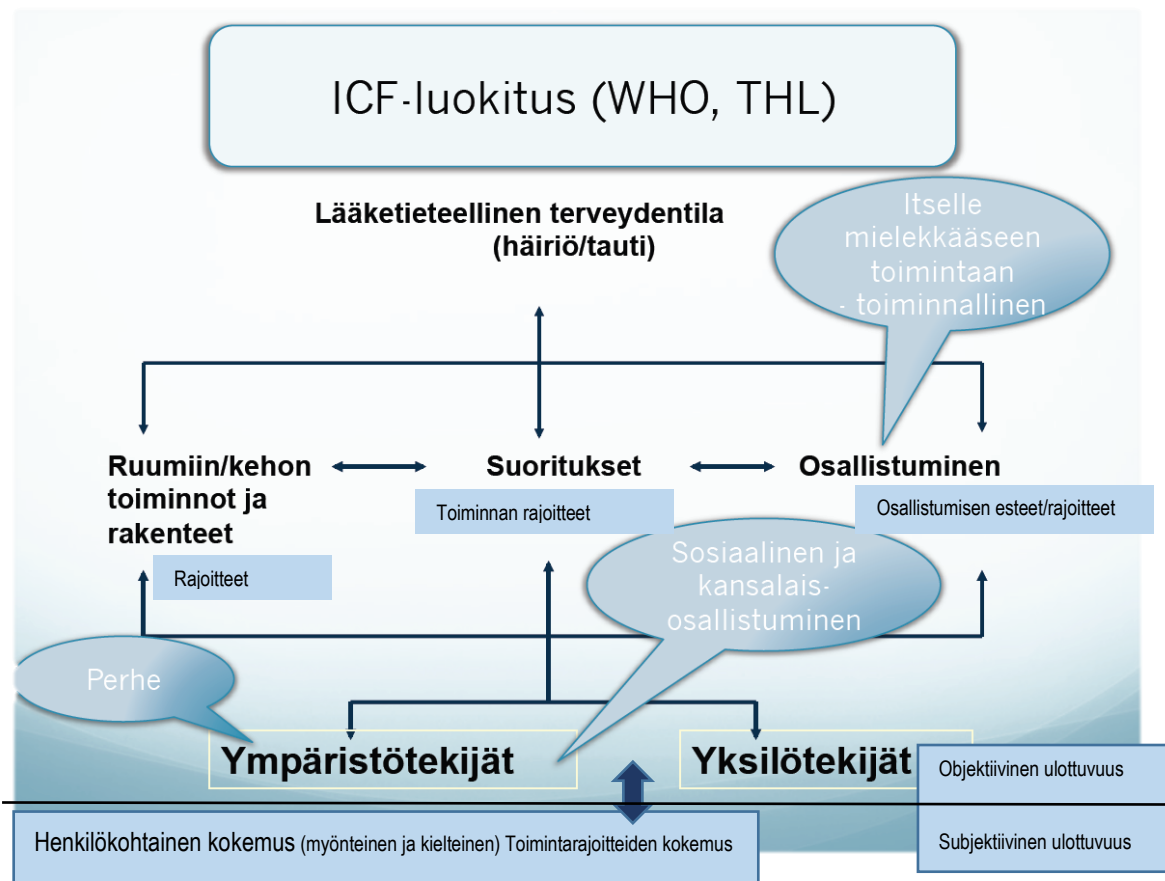 ICF-luokitus (WHO, THL)
Lääketieteellinen terveydentila
(häiriö/tauti)
Itselle
mielekkääseen
toimintaan
- toiminnallinen
Ruumiin/kehon
toiminnot ja
rakenteet
Rajoitteet
Suoritukset
Toiminnan rajoitteet
Osallistuminen
Osallistumisen esteet/rajoitteet
Sosiaalinen ja
kansalais-
osallistuminen
Perhe
Ympäristötekijät
Yksilötekijät
Objektiivinen ulottuvuus
Henkilökohtainen kokemus (myönteinen ja kielteinen) Toimintarajoitteiden kokemus
Subjektiivinen ulottuvuus